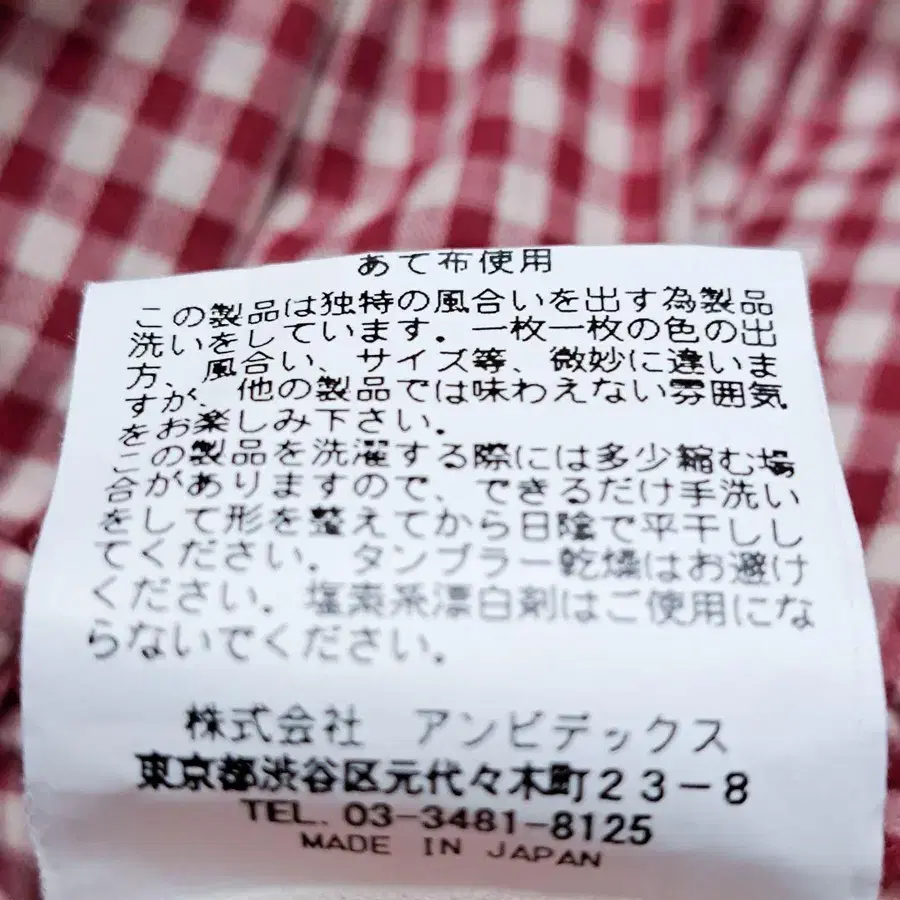 あて布使用
この製品は独特の風合いを出す為製品
洗いをしています。一枚一枚の色の出
方、風合い、サイズ等、微妙に違いま
すが、他の製品では味わえない雰囲気
をお楽しみ下さい。
この製品を洗濯する際には多少縮む場
合がありますので、できるだけ手洗い
をして形を整えてから日陰で平干しし
てください。タンブラー乾燥はお避け
ください。塩素系漂白剤はご使用にな
らないでください。
株式会社 アンビデックス
東京都渋谷区元代々木町23-8
TEL. 03-3481-8125
MADE IN JAPAN